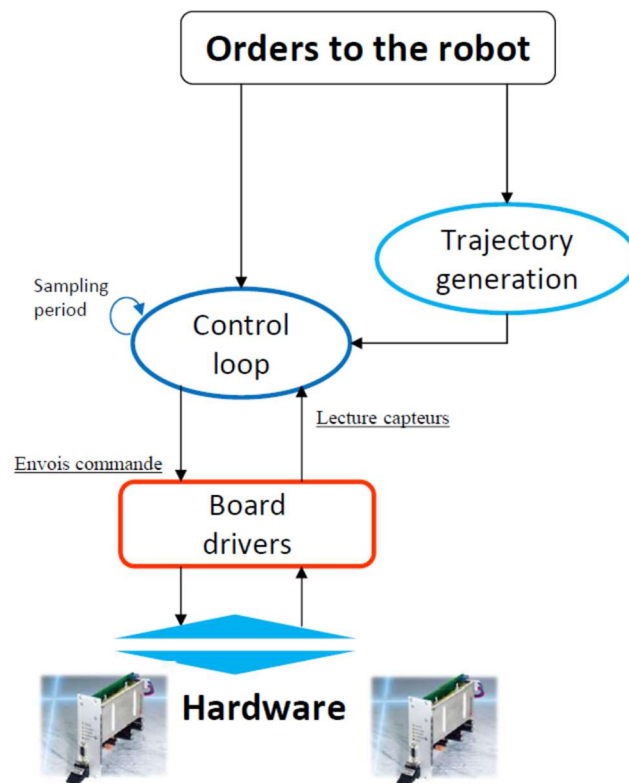 Orders to the robot
Trajectory
generation
Sampling
period
Control
loop
Lecture capteurs
Envois commande
Board
drivers
Hardware